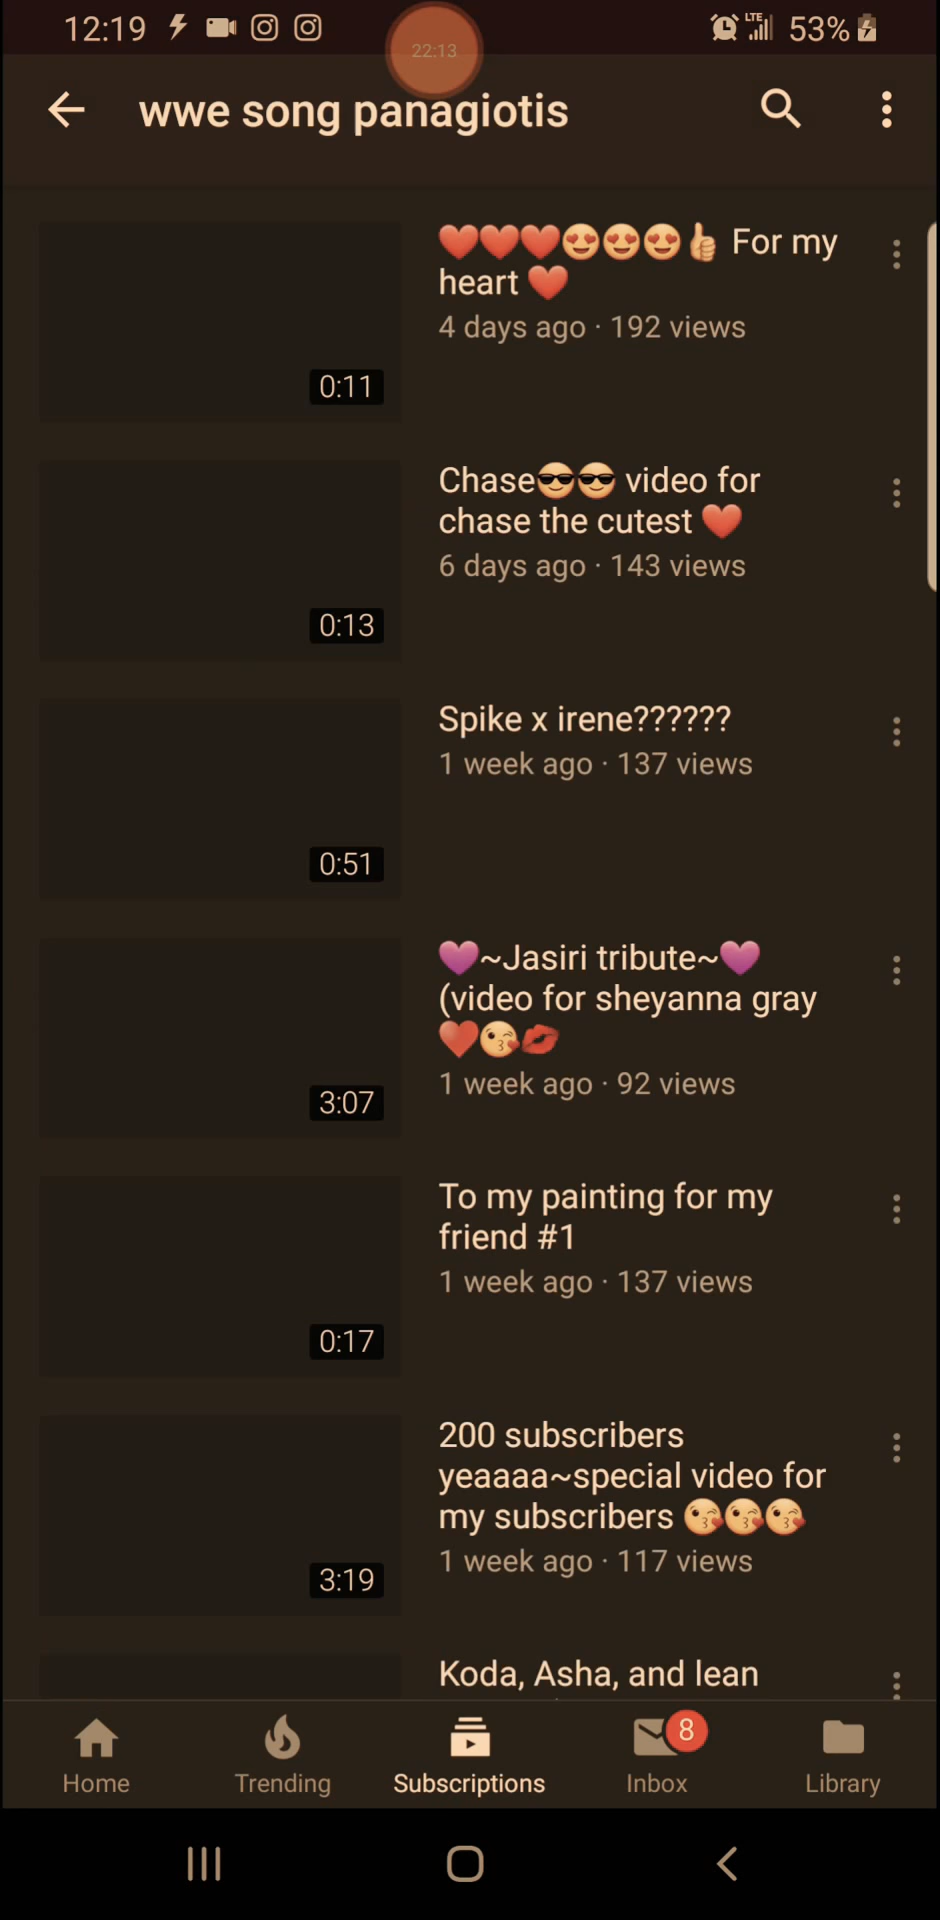 12:19 22:13 LTE 53%
wwe song panagiotis
❤️❤️❤️😍😍😍👍🏼 For my
heart ❤️
4 days ago · 192 views
0:11
Chase😎😎 video for
chase the cutest ❤️
6 days ago · 143 views
0:13
Spike x irene??????
1 week ago · 137 views
0:51
💜~Jasiri tribute~💜
(video for sheyanna gray
❤️😘💋
1 week ago · 92 views
3:07
To my painting for my
friend #1
1 week ago · 137 views
0:17
200 subscribers
yeaaaa~special video for
my subscribers 😘😘😘
1 week ago · 117 views
3:19
Koda, Asha, and lean
8
Home Trending Subscriptions Inbox Library